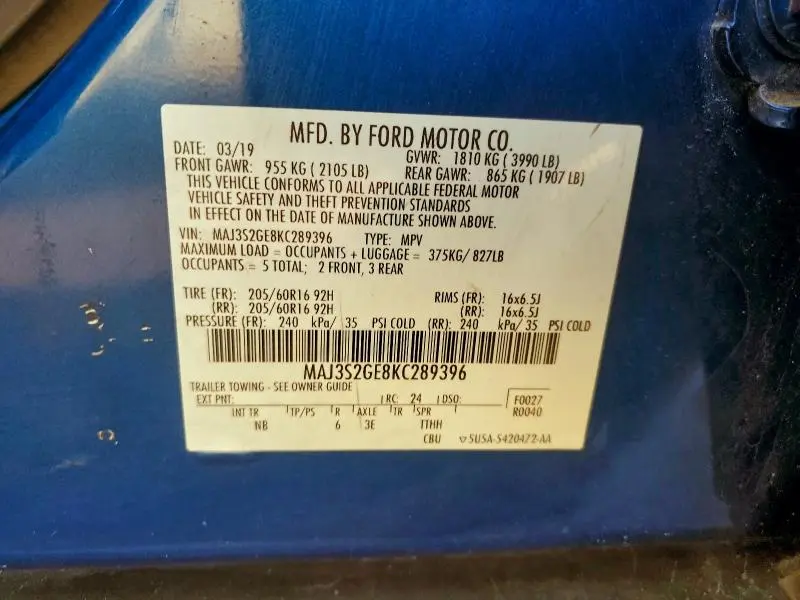 MFD. BY FORD MOTOR CO.
DATE: 03/19 GVWR: 1810 KG ( 3990 LB)
FRONT GAWR: 955 KG ( 2105 LB) REAR GAWR: 865 KG ( 1907 LB)
THIS VEHICLE CONFORMS TO ALL APPLICABLE FEDERAL MOTOR
VEHICLE SAFETY AND THEFT PREVENTION STANDARDS
IN EFFECT ON THE DATE OF MANUFACTURE SHOWN ABOVE.
VIN: MAJ3S2GE8KC289396 TYPE: MPV
MAXIMUM LOAD = OCCUPANTS + LUGGAGE = 375KG/ 827LB
OCCUPANTS = 5 TOTAL; 2 FRONT, 3 REAR
TIRE (FR): 205/60R16 92H RIMS (FR): 16x6.5J
(RR): 205/60R16 92H (RR): 16x6.5J
PRESSURE (FR): 240 kPa/ 35 PSI COLD (RR): 240 kPa/ 35 PSI COLD
MAJ3S2GE8KC289396
TRAILER TOWING - SEE OWNER GUIDE
EXT PNT: RC: 24 DSO: F0027
INT TR TP/PS R AXLE TR SPR R0040
NB 6 3E TTHH
CBU 5U5A-5420472-AA